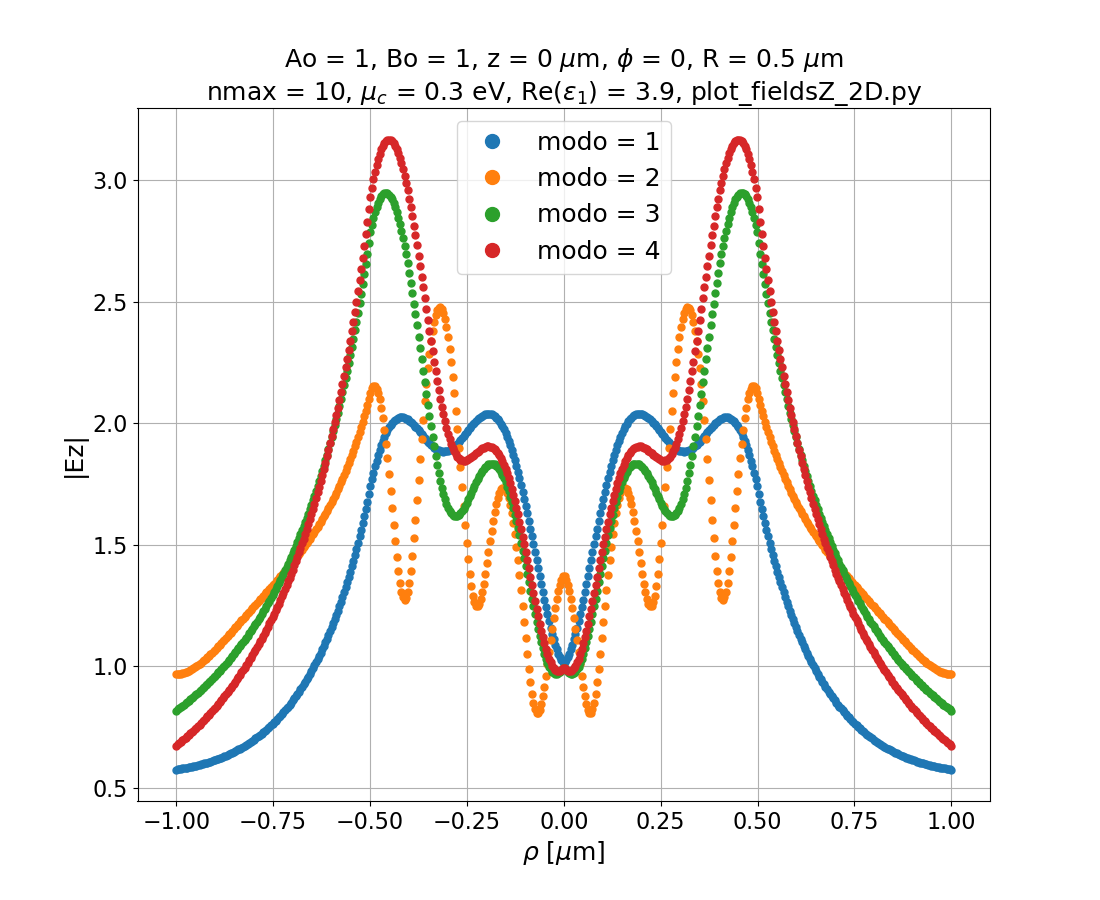 Ao = 1, Bo = 1, z = 0 μm, ϕ = 0, R = 0.5 μm
nmax = 10, μc = 0.3 eV, Re(ε1) = 3.9, plot_fieldsZ_2D.py
modo = 1
modo = 2
modo = 3
modo = 4
|Ez|
3.0
2.5
2.0
1.5
1.0
0.5
−1.00 −0.75 −0.50 −0.25 0.00 0.25 0.50 0.75 1.00
ρ [μm]